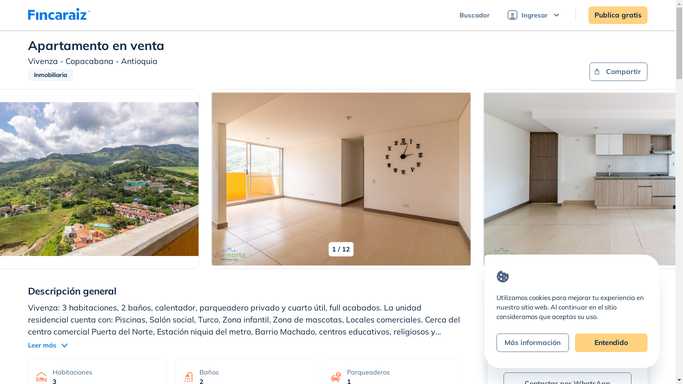 Fincaraiz
Buscador
Ingresar
Publica gratis
Apartamento en venta
Vivenza - Copacabana - Antioquia
Inmobiliaria
Compartir
1 / 12
Descripción general
Vivenza: 3 habitaciones, 2 baños, calentador, parqueadero privado y cuarto útil, full acabados. La unidad
residencial cuenta con: Piscinas, Salón social, Turco, Zona infantil, Zona de mascotas, Locales comerciales. Cerca del
centro comercial Puerta del Norte, Estación niquia del metro, Barrio Machado, centros educativos, religiosos y...
Leer más
Habitaciones
3
Baños
2
Parqueaderos
1
Utilizamos cookies para mejorar tu experiencia en
nuestro sitio web. Al continuar en el sitio
consideramos que aceptas su uso.
Más información
Entendido
Contactar por WhatsApp